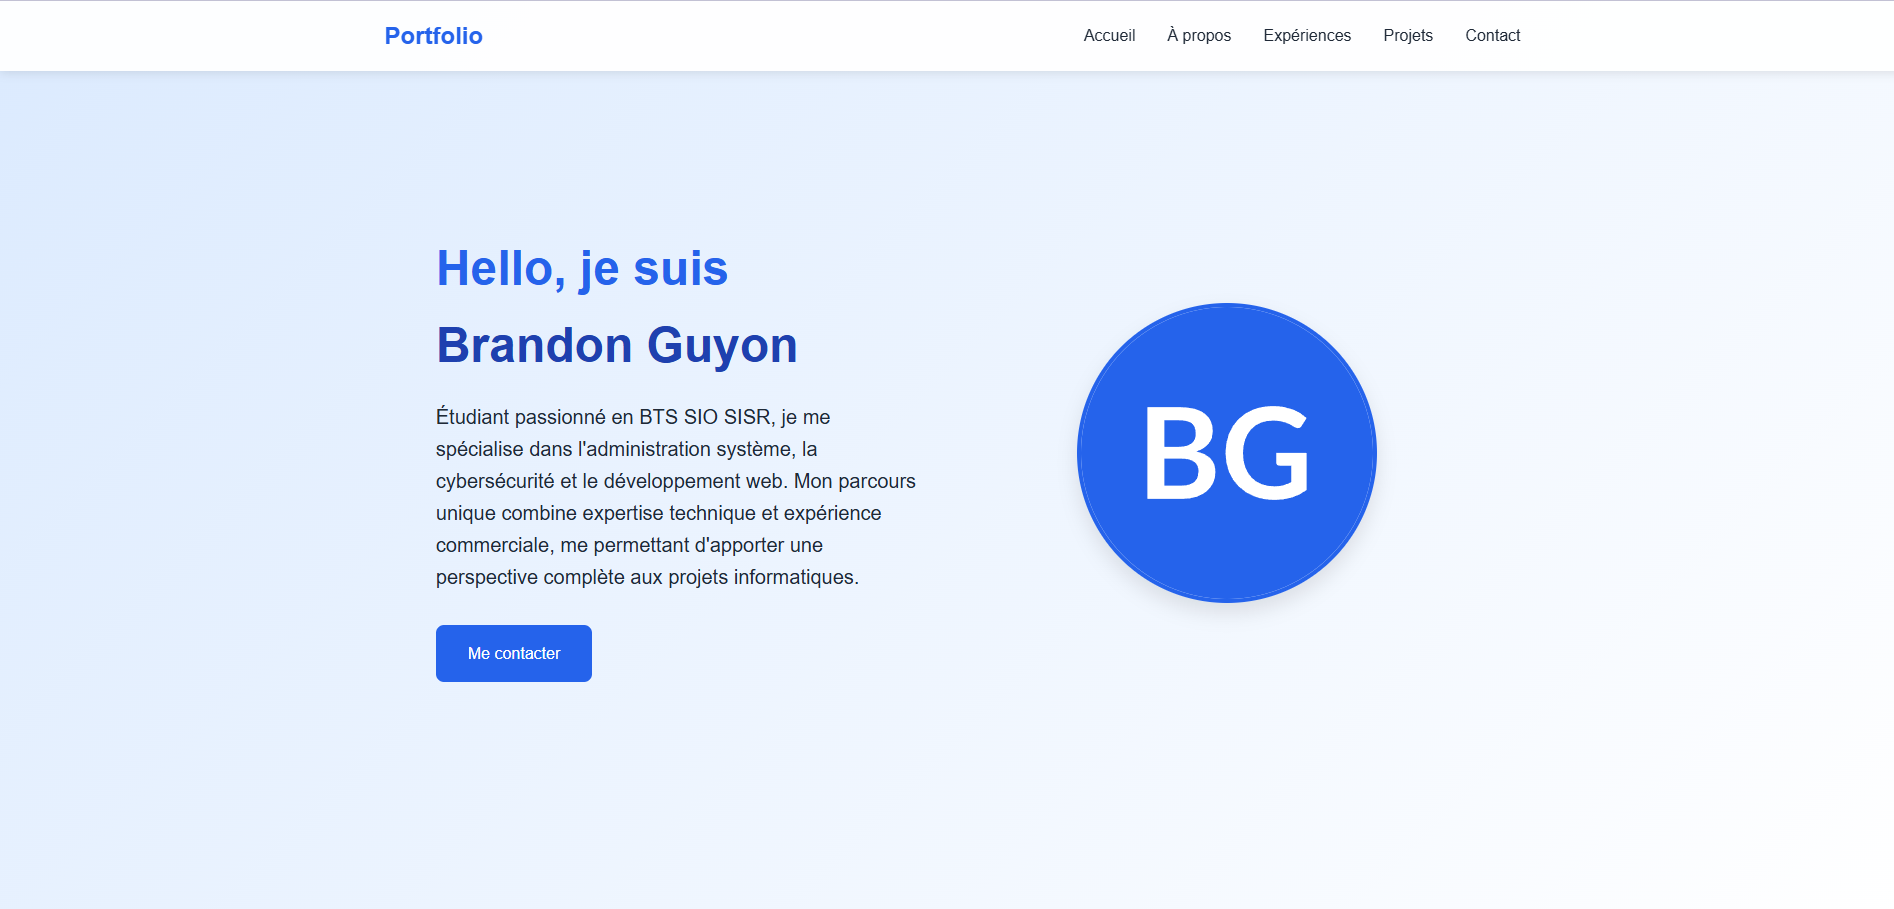 Portfolio
Accueil À propos Expériences Projets Contact
Hello, je suis
Brandon Guyon
Étudiant passionné en BTS SIO SISR, je me
spécialise dans l'administration système, la
cybersécurité et le développement web. Mon parcours
unique combine expertise technique et expérience
commerciale, me permettant d'apporter une
perspective complète aux projets informatiques.
Me contacter
BG